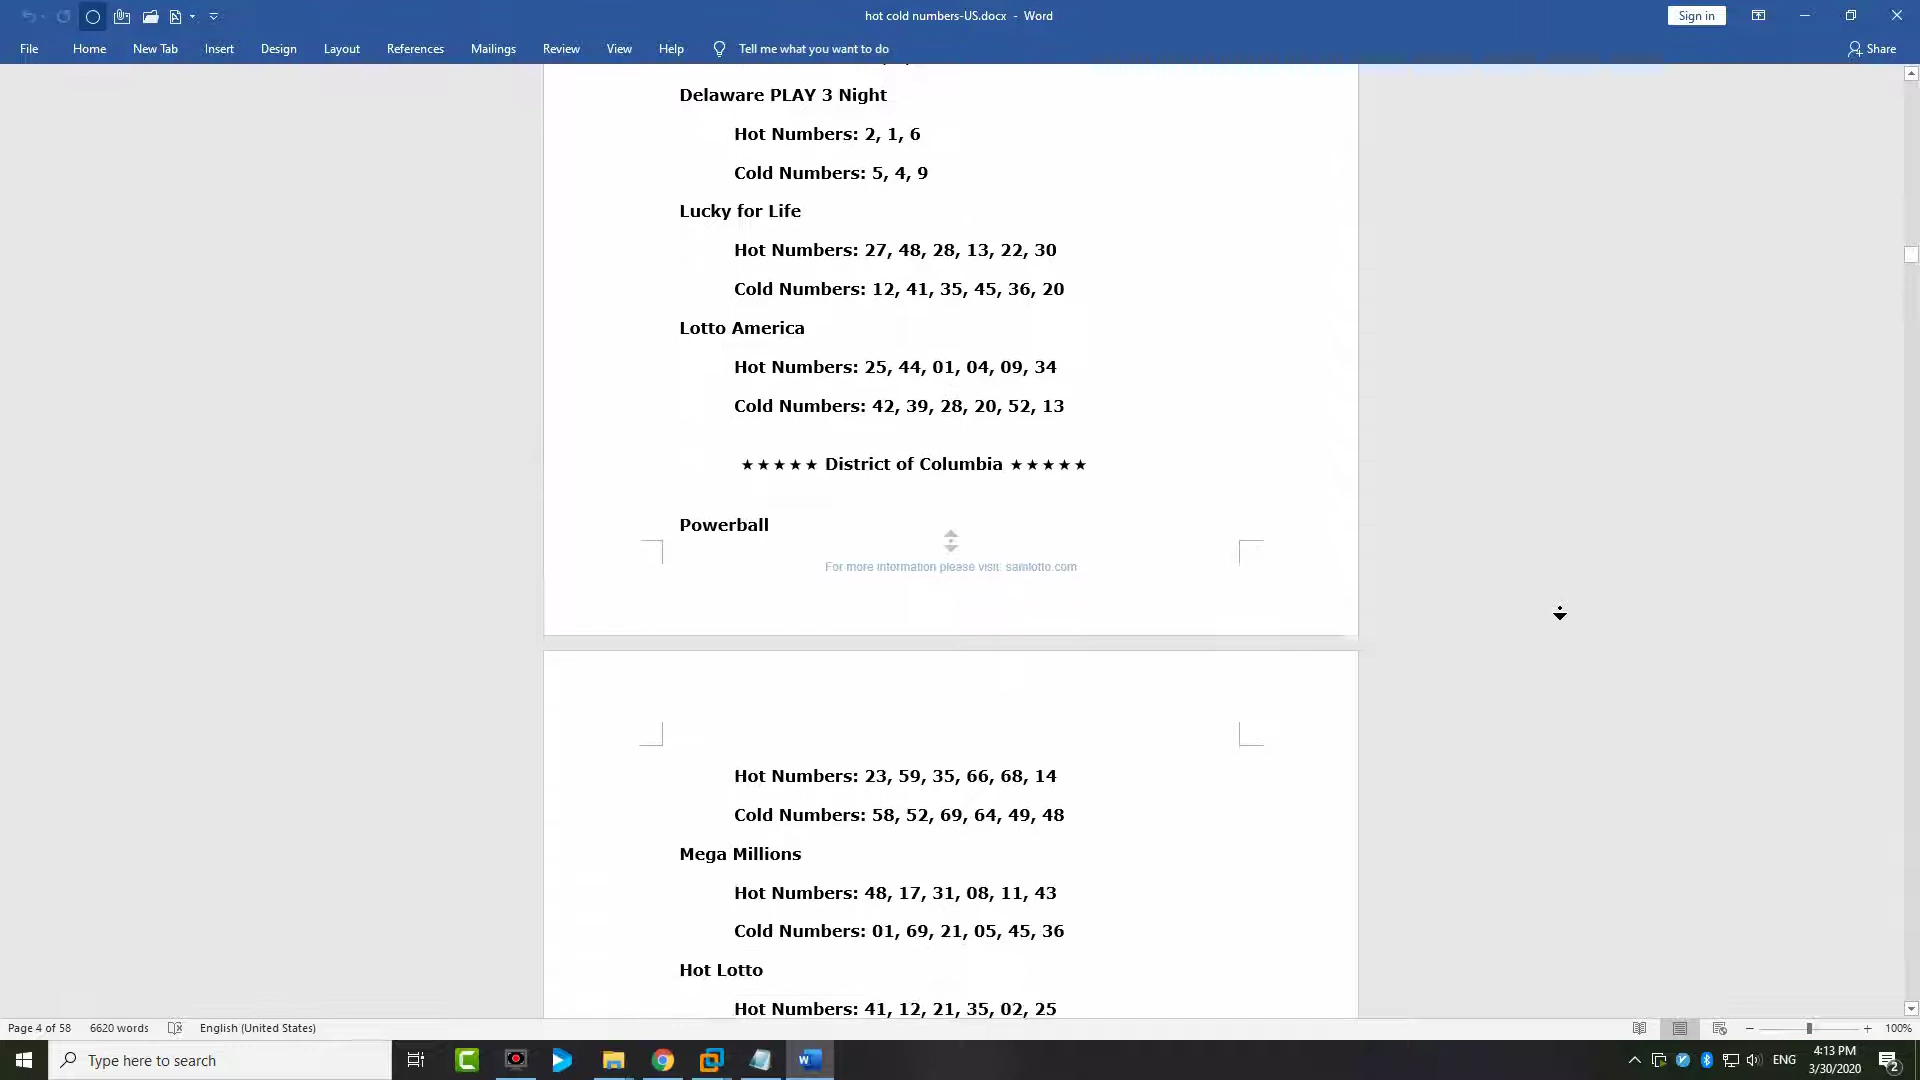 hot cold numbers-US.docx - Word
Sign in
File Home New Tab Insert Design Layout References Mailings Review View Help Tell me what you want to do Share
Delaware PLAY 3 Night
Hot Numbers: 2, 1, 6
Cold Numbers: 5, 4, 9
Lucky for Life
Hot Numbers: 27, 48, 28, 13, 22, 30
Cold Numbers: 12, 41, 35, 45, 36, 20
Lotto America
Hot Numbers: 25, 44, 01, 04, 09, 34
Cold Numbers: 42, 39, 28, 20, 52, 13
★★★★★ District of Columbia ★★★★★
Powerball
For more information please visit: samlotto.com
Hot Numbers: 23, 59, 35, 66, 68, 14
Cold Numbers: 58, 52, 69, 64, 49, 48
Mega Millions
Hot Numbers: 48, 17, 31, 08, 11, 43
Cold Numbers: 01, 69, 21, 05, 45, 36
Hot Lotto
Hot Numbers: 41, 12, 21, 35, 02, 25
Page 4 of 58 6620 words English (United States) 100%
Type here to search
ENG
4:13 PM
3/30/2020
2